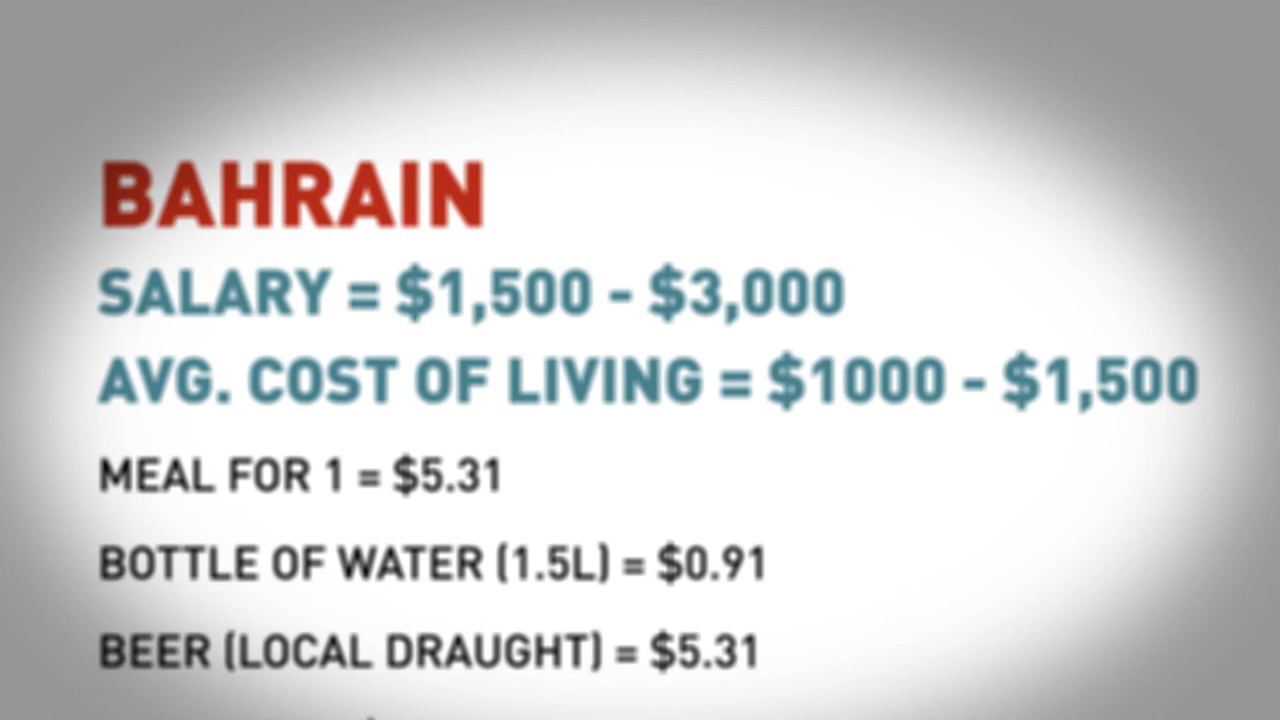 BAHRAIN
SALARY = $1,500 - $3,000
AVG. COST OF LIVING = $1000 - $1,500
MEAL FOR 1 = $5.31
BOTTLE OF WATER (1.5L) = $0.91
BEER (LOCAL DRAUGHT) = $5.31